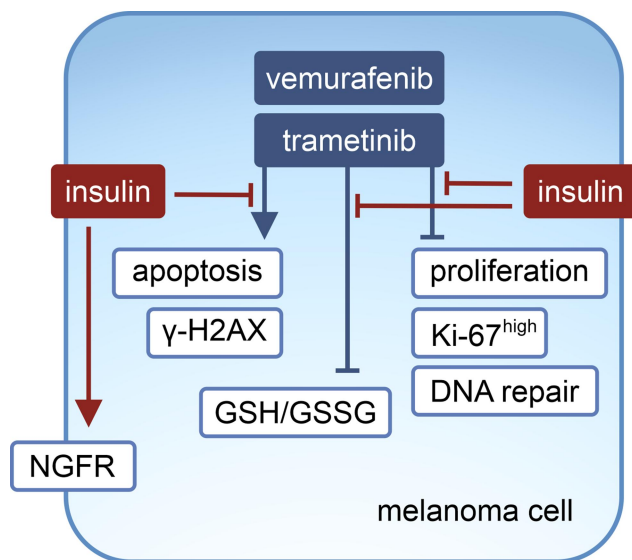 vemurafenib
trametinib
insulin
insulin
apoptosis
proliferation
γ-H2AX
Ki-67high
DNA repair
GSH/GSSG
NGFR
melanoma cell